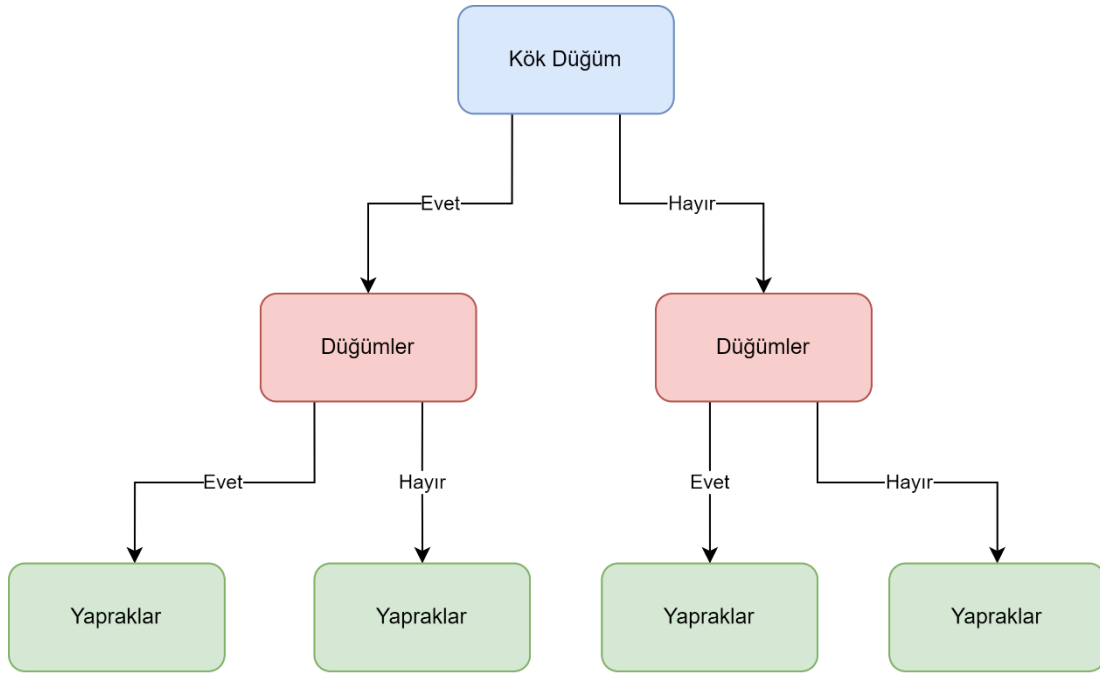 Kök Düğüm
Evet
Hayır
Düğümler
Düğümler
Evet
Hayır
Evet
Hayır
Yapraklar
Yapraklar
Yapraklar
Yapraklar